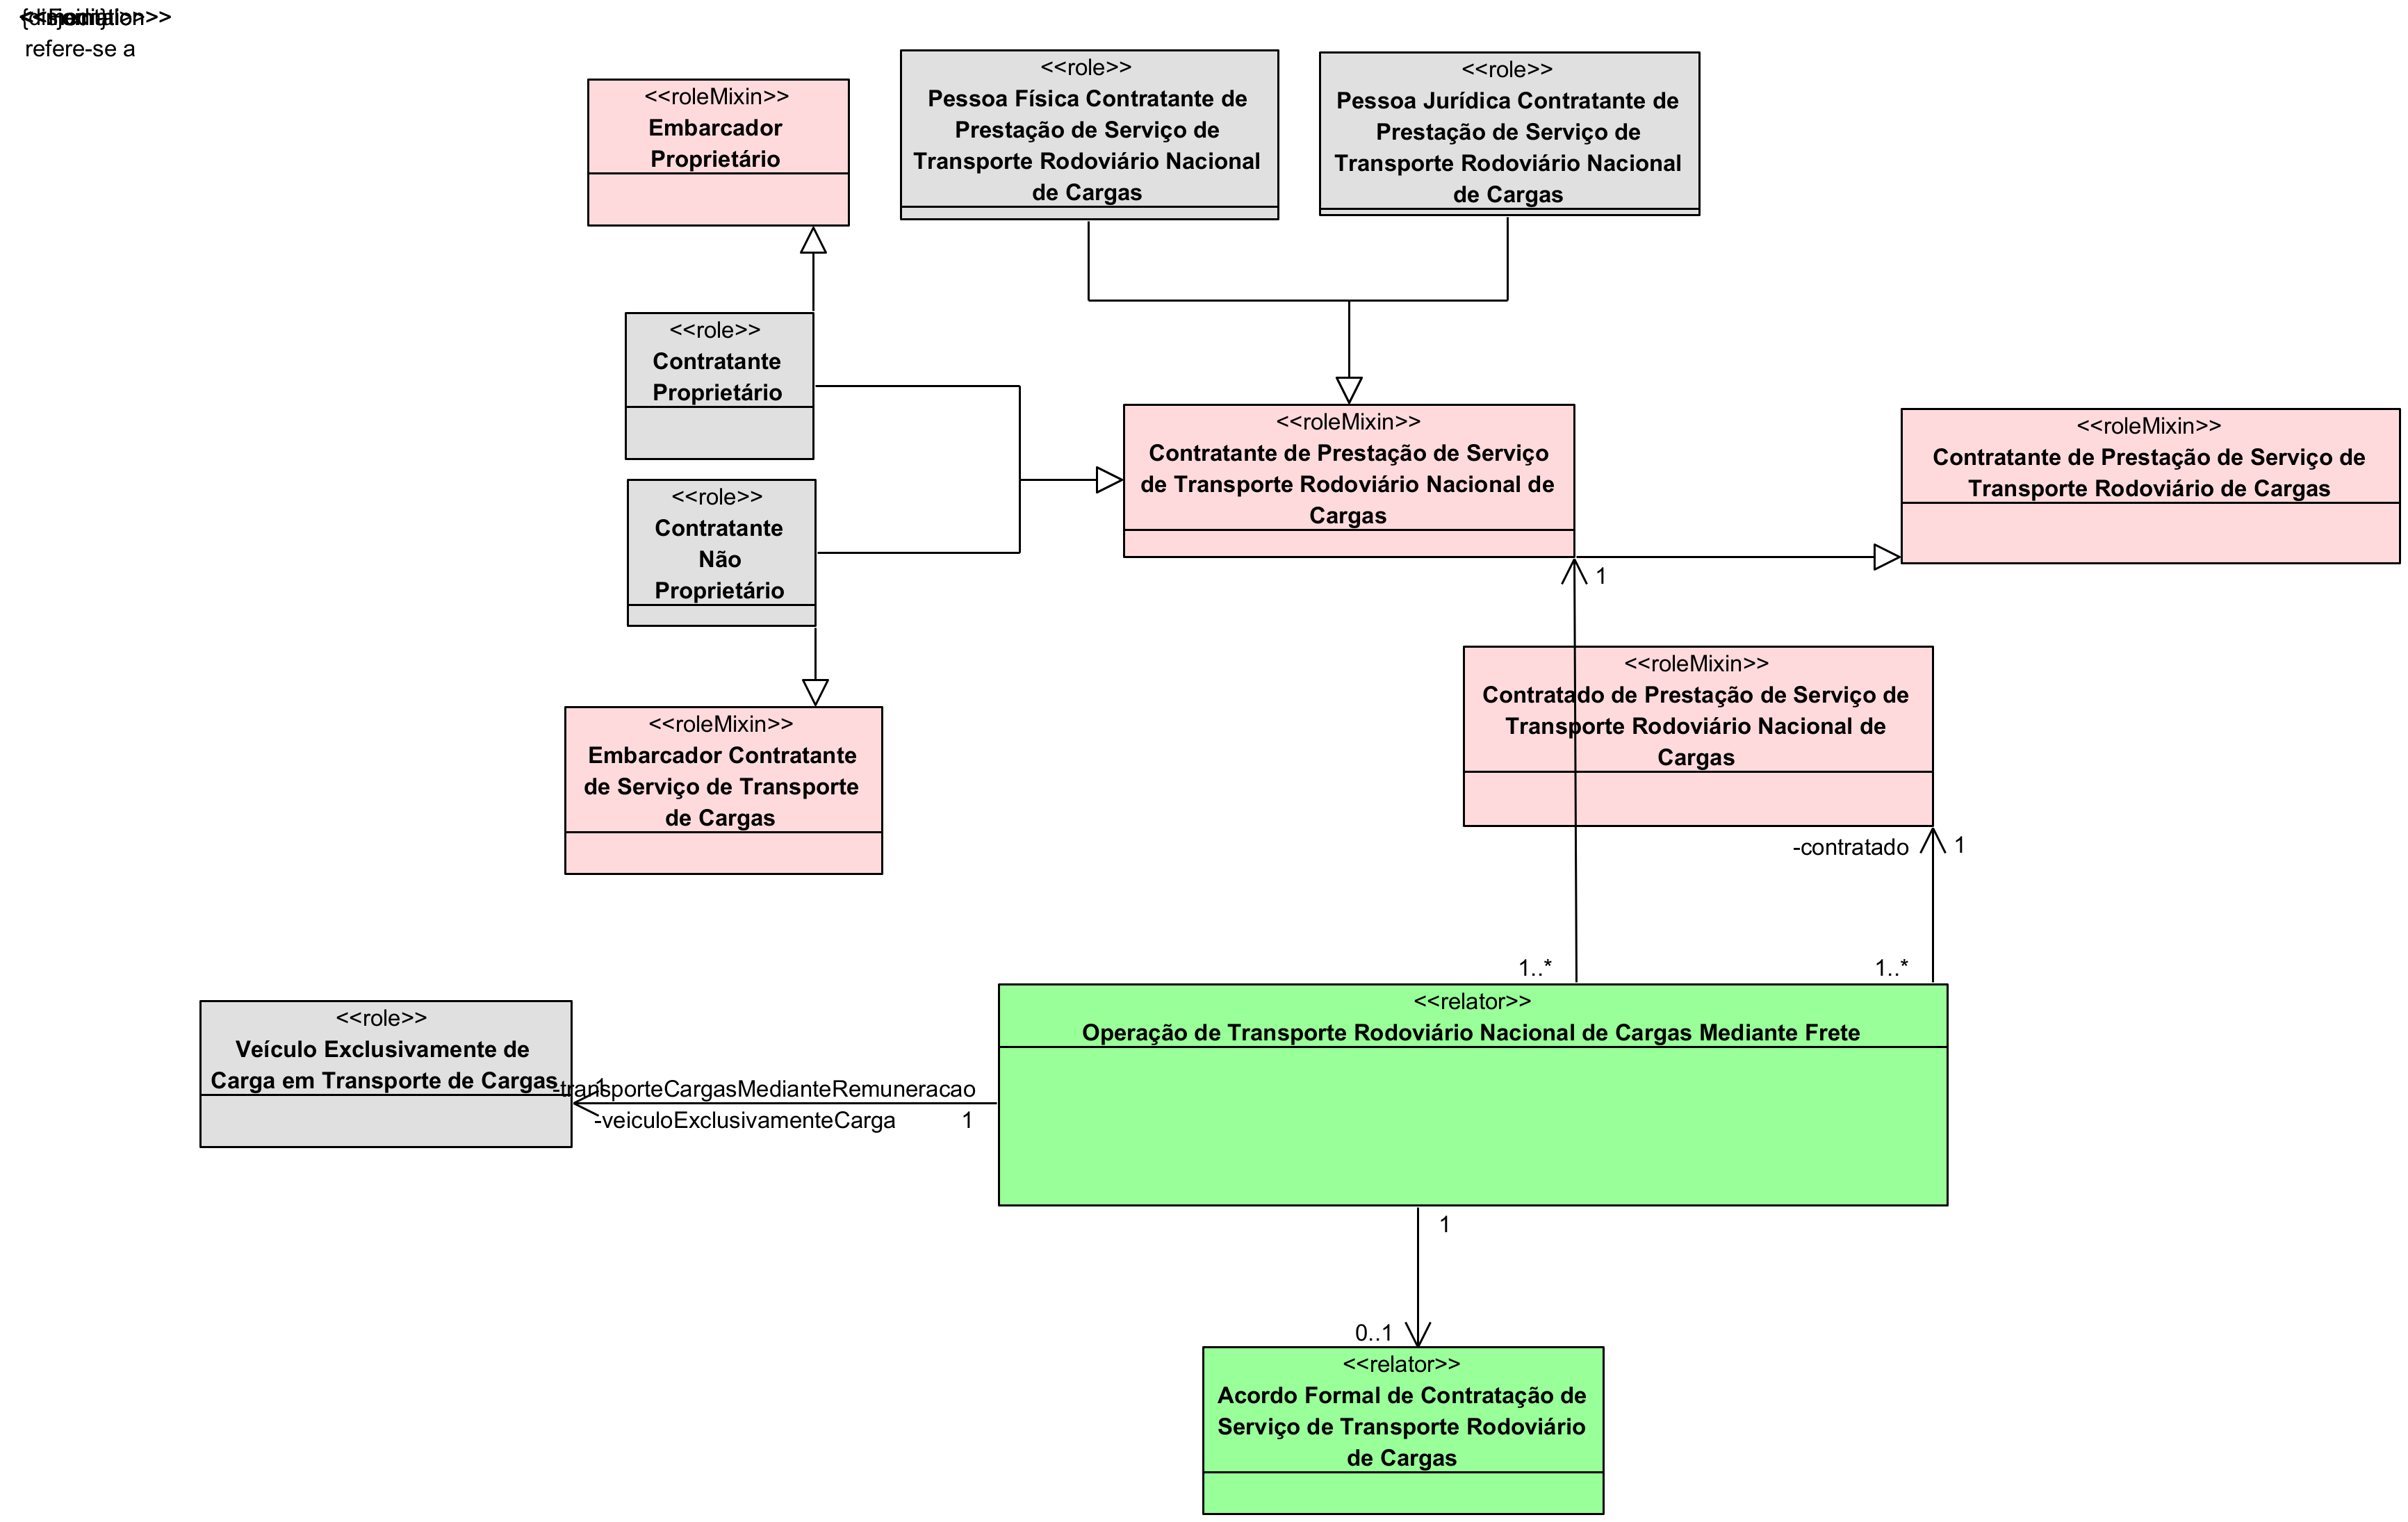 refere-se a
<<roleMixin>>
Embarcador
Proprietário
<<role>>
Pessoa Física Contratante de
Prestação de Serviço de
Transporte Rodoviário Nacional
de Cargas
<<role>>
Pessoa Jurídica Contratante de
Prestação de Serviço de
Transporte Rodoviário Nacional
de Cargas
<<role>>
Contratante
Proprietário
<<role>>
Contratante
Não
Proprietário
<<roleMixin>>
Contratante de Prestação de Serviço
de Transporte Rodoviário Nacional de
Cargas
<<roleMixin>>
Contratante de Prestação de Serviço de
Transporte Rodoviário de Cargas
1
<<roleMixin>>
Contratado de Prestação de Serviço de
Transporte Rodoviário Nacional de
Cargas
<<roleMixin>>
Embarcador Contratante
de Serviço de Transporte
de Cargas
-contratado
1
1..*
1..*
<<role>>
Veículo Exclusivamente de
Carga em Transporte de Cargas
1
-transporteCargasMedianteRemuneracao
-veiculoExclusivamenteCarga
1
<<relator>>
Operação de Transporte Rodoviário Nacional de Cargas Mediante Frete
1
0..1
<<relator>>
Acordo Formal de Contratação de
Serviço de Transporte Rodoviário
de Cargas